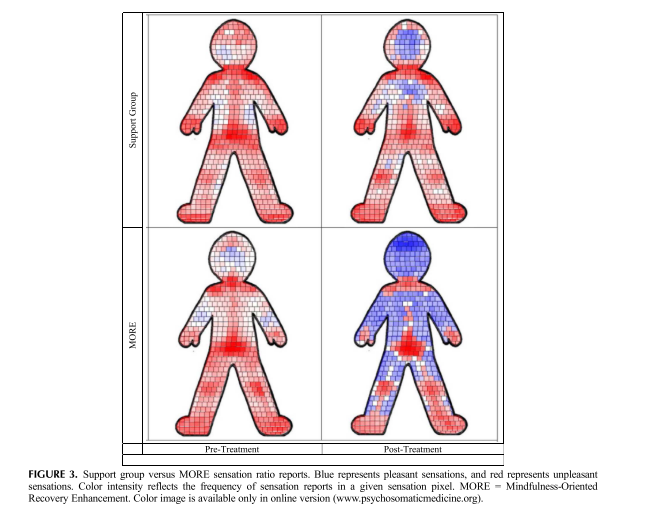 Support Group
MORE
Pre-Treatment
Post-Treatment
FIGURE 3. Support group versus MORE sensation ratio reports. Blue represents pleasant sensations, and red represents unpleasant
sensations. Color intensity reflects the frequency of sensation reports in a given sensation pixel. MORE = Mindfulness-Oriented
Recovery Enhancement. Color image is available only in online version (www.psychosomaticmedicine.org).